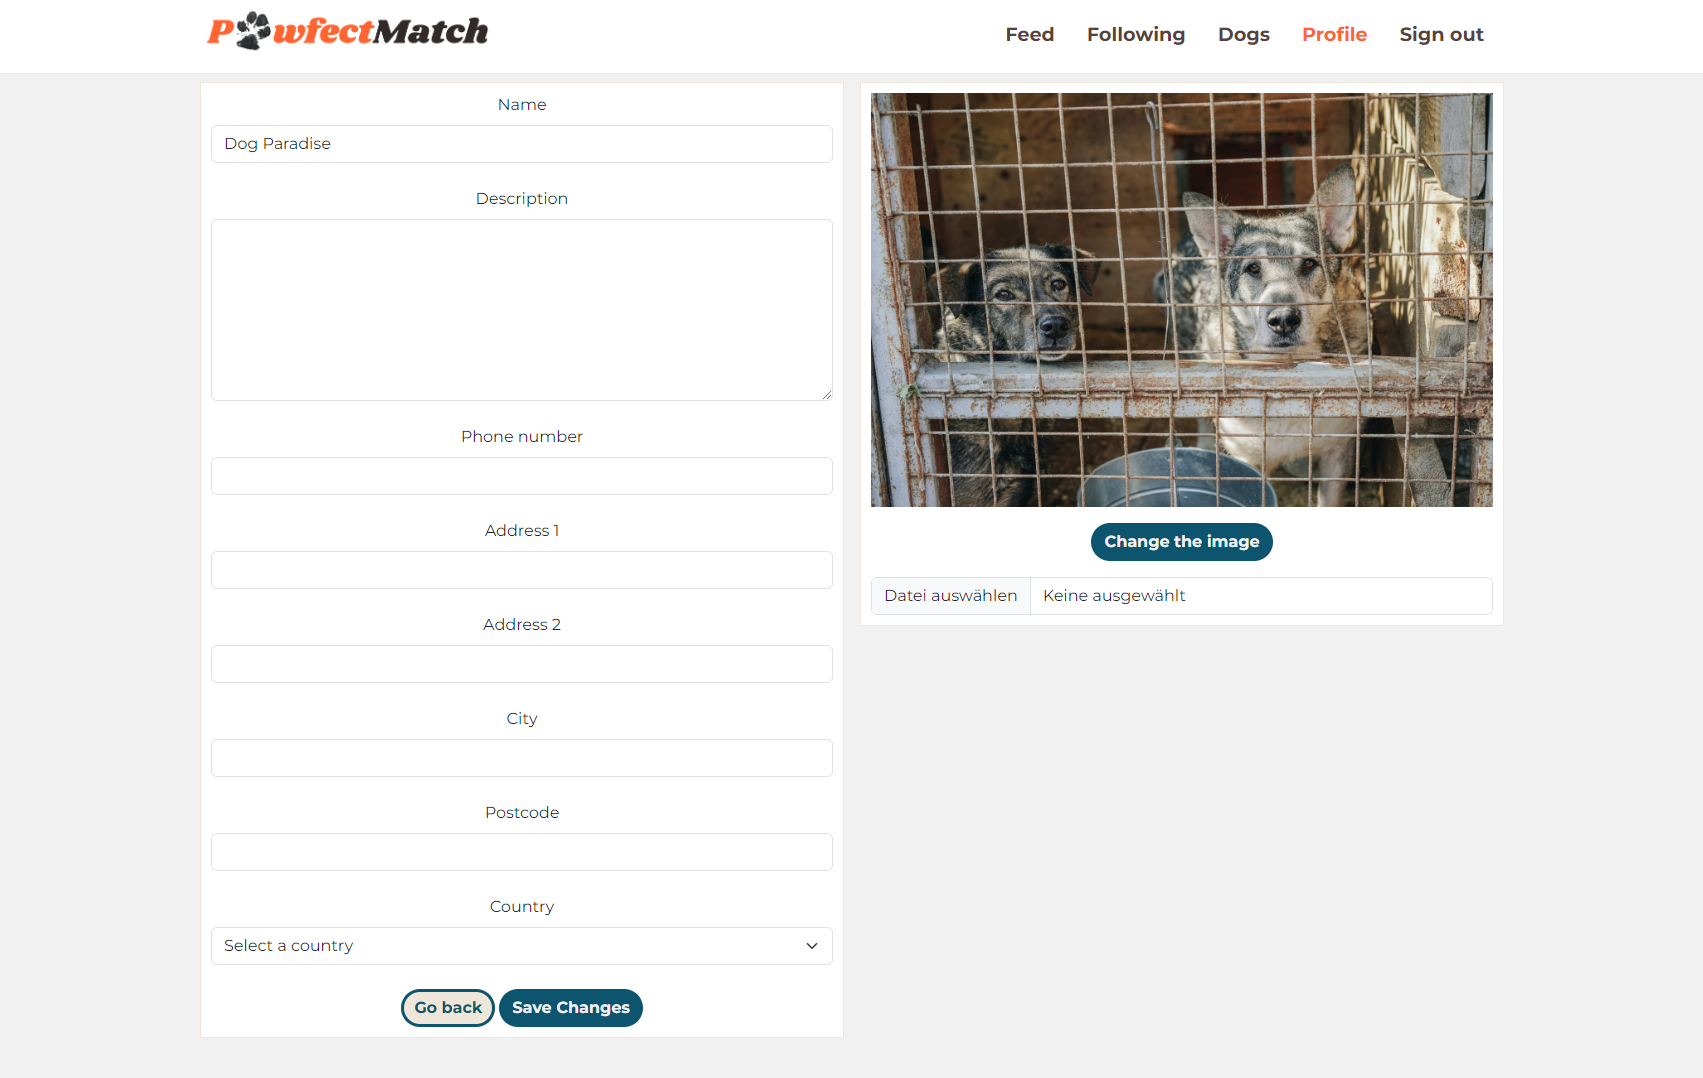 PawfectMatch
Feed Following Dogs Profile Sign out
Name
Dog Paradise
Description
Phone number
Address 1
Address 2
City
Postcode
Country
Select a country
Go back Save Changes
Change the image
Datei auswählen Keine ausgewählt